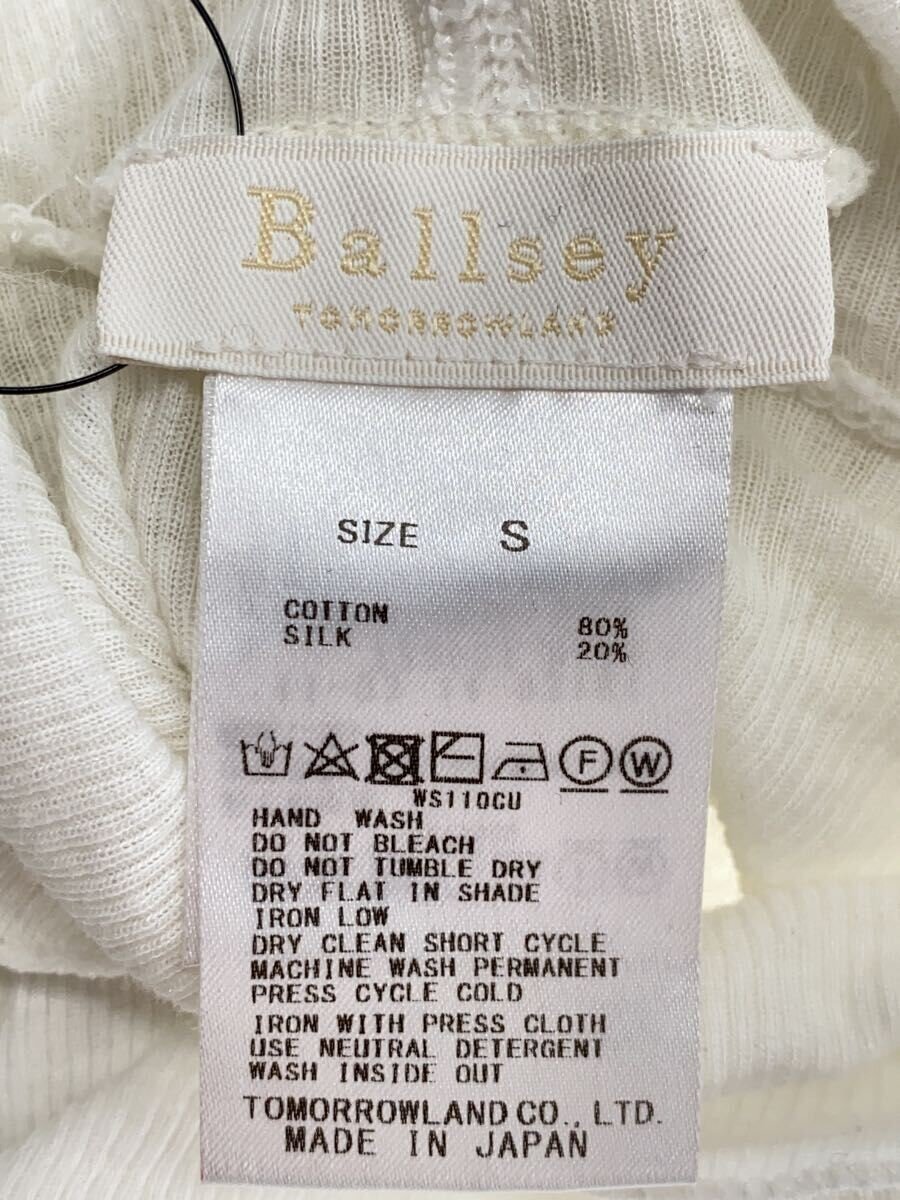 Ballsey
TOMORROWLAND
SIZE S
COTTON 80%
SILK 20%
F W
WS110CU
HAND WASH
DO NOT BLEACH
DO NOT TUMBLE DRY
DRY FLAT IN SHADE
IRON LOW
DRY CLEAN SHORT CYCLE
MACHINE WASH PERMANENT
PRESS CYCLE COLD
IRON WITH PRESS CLOTH
USE NEUTRAL DETERGENT
WASH INSIDE OUT
TOMORROWLAND CO., LTD.
MADE IN JAPAN